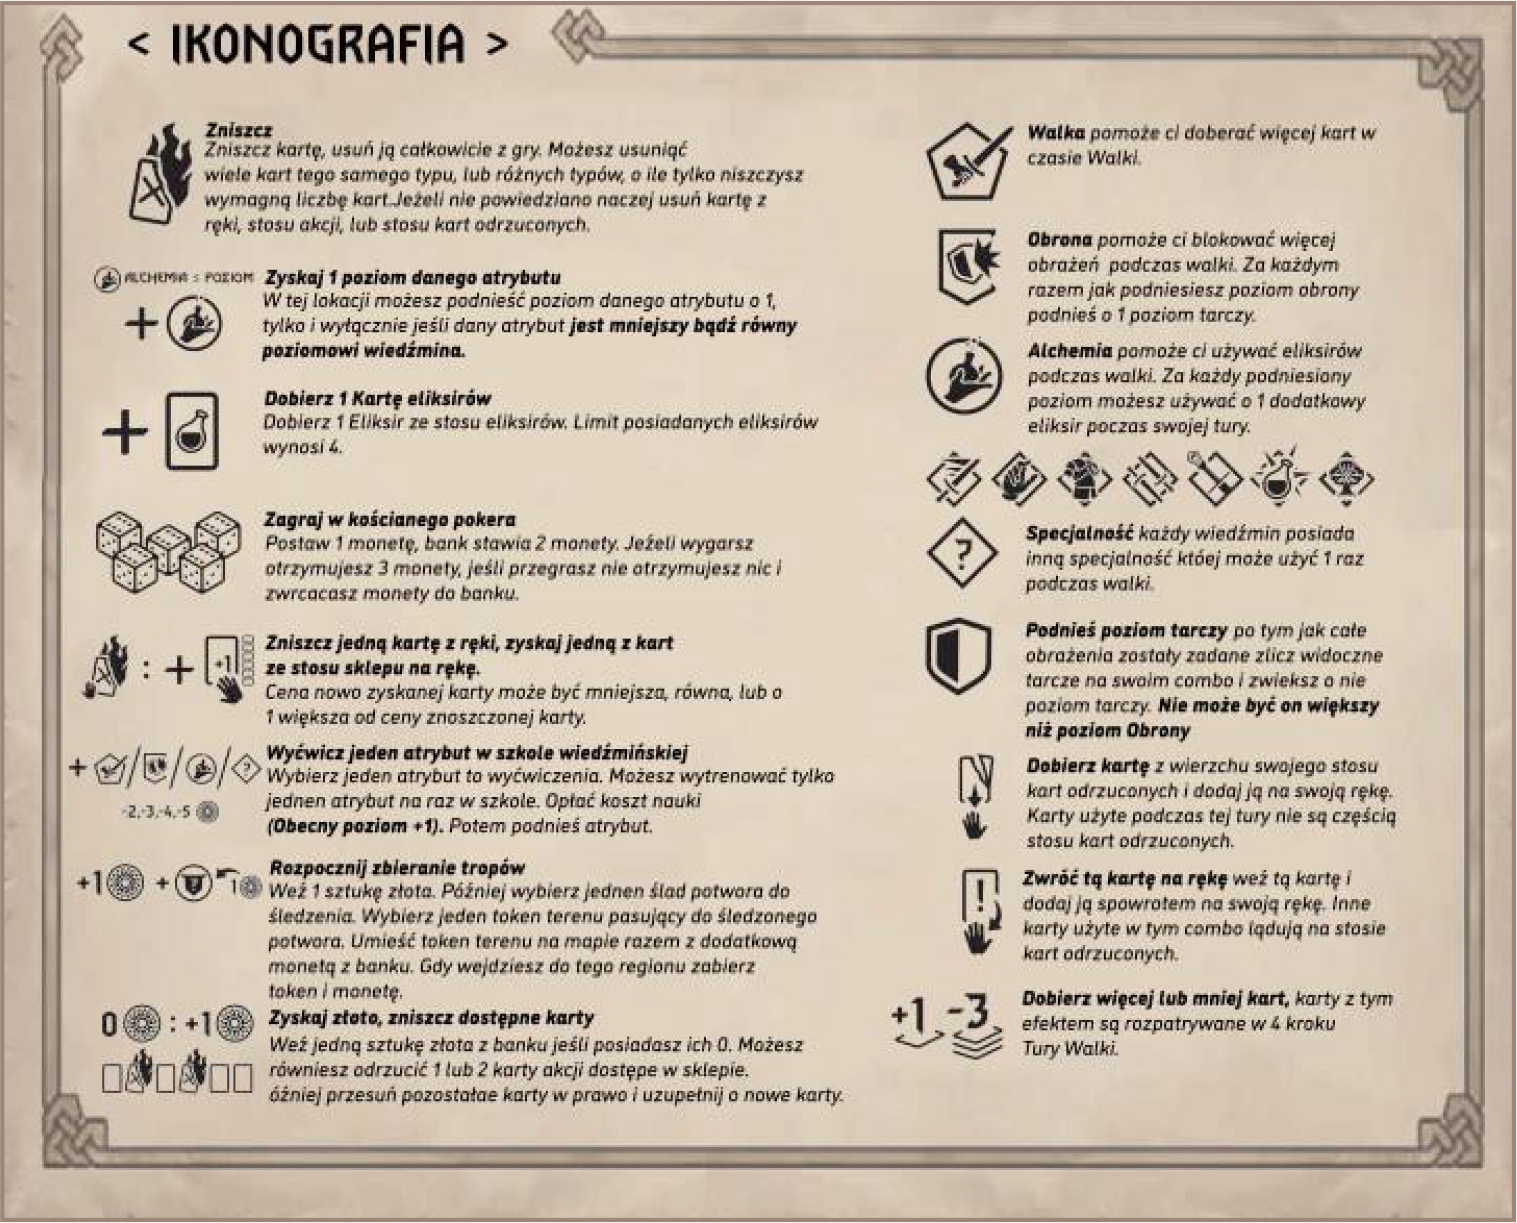 < IKONOGRAFIA >
Zniszcz
Zniszcz kartę, usuń ją całkowicie z gry. Możesz usuniąć
wiele kart tego samego typu, lub różnych typów, o ile tylko niszczysz
wymagną liczbę kart.Jeżeli nie powiedziano naczej usuń kartę z
ręki, stosu akcji, lub stosu kart odrzuconych.
ALCHEMIA ≤ POZIOM
+
Zyskaj 1 poziom danego atrybutu
W tej lokacji możesz podnieść poziom danego atrybutu o 1,
tylko i wyłącznie jeśli dany atrybut jest mniejszy bądź równy
poziomowi wiedźmina.
+
Dobierz 1 Kartę eliksirów
Dobierz 1 Eliksir ze stosu eliksirów. Limit posiadanych eliksirów
wynosi 4.
Zagraj w kościanego pokera
Postaw 1 monetę, bank stawia 2 monety. Jeżeli wygarsz
otrzymujesz 3 monety, jeśli przegrasz nie otrzymujesz nic i
zwrcacasz monety do banku.
: + +1
Zniszcz jedną kartę z ręki, zyskaj jedną z kart
ze stosu sklepu na rękę.
Cena nowo zyskanej karty może być mniejsza, równa, lub o
1 większa od ceny znoszczonej karty.
+ / / / ?
-2,-3,-4,-5
Wyćwicz jeden atrybut w szkole wiedźmińskiej
Wybierz jeden atrybut to wyćwiczenia. Możesz wytrenować tylko
jednen atrybut na raz w szkole. Opłać koszt nauki
(Obecny poziom +1). Potem podnieś atrybut.
+1 + 1
Rozpocznij zbieranie tropów
Weź 1 sztukę złota. Później wybierz jednen ślad potwora do
śledzenia. Wybierz jeden token terenu pasujący do śledzonego
potwora. Umieść token terenu na mapie razem z dodatkową
monetą z banku. Gdy wejdziesz do tego regionu zabierz
token i monetę.
0 : +1
Zyskaj złoto, zniszcz dostępne karty
Weź jedną sztukę złota z banku jeśli posiadasz ich 0. Możesz
równiesz odrzucić 1 lub 2 karty akcji dostępe w sklepie.
óźniej przesuń pozostałae karty w prawo i uzupełnij o nowe karty.
Walka pomoże ci doberać więcej kart w
czasie Walki.
Obrona pomoże ci blokować więcej
obrażeń podczas walki. Za każdym
razem jak podniesiesz poziom obrony
podnieś o 1 poziom tarczy.
Alchemia pomoże ci używać eliksirów
podczas walki. Za każdy podniesiony
poziom możesz używać o 1 dodatkowy
eliksir poczas swojej tury.
?
Specjalność każdy wiedźmin posiada
inną specjalność któej może użyć 1 raz
podczas walki.
Podnieś poziom tarczy po tym jak całe
obrażenia zostały zadane zlicz widoczne
tarcze na swoim combo i zwieksz o nie
poziom tarczy. Nie może być on większy
niż poziom Obrony
Dobierz kartę z wierzchu swojego stosu
kart odrzuconych i dodaj ją na swoją rękę.
Karty użyte podczas tej tury nie są częścią
stosu kart odrzuconych.
!
Zwróć tą kartę na rękę weź tą kartę i
dodaj ją spowrotem na swoją rękę. Inne
karty użyte w tym combo lądują na stosie
kart odrzuconych.
+1 -3
Dobierz więcej lub mniej kart, karty z tym
efektem są rozpatrywane w 4 kroku
Tury Walki.